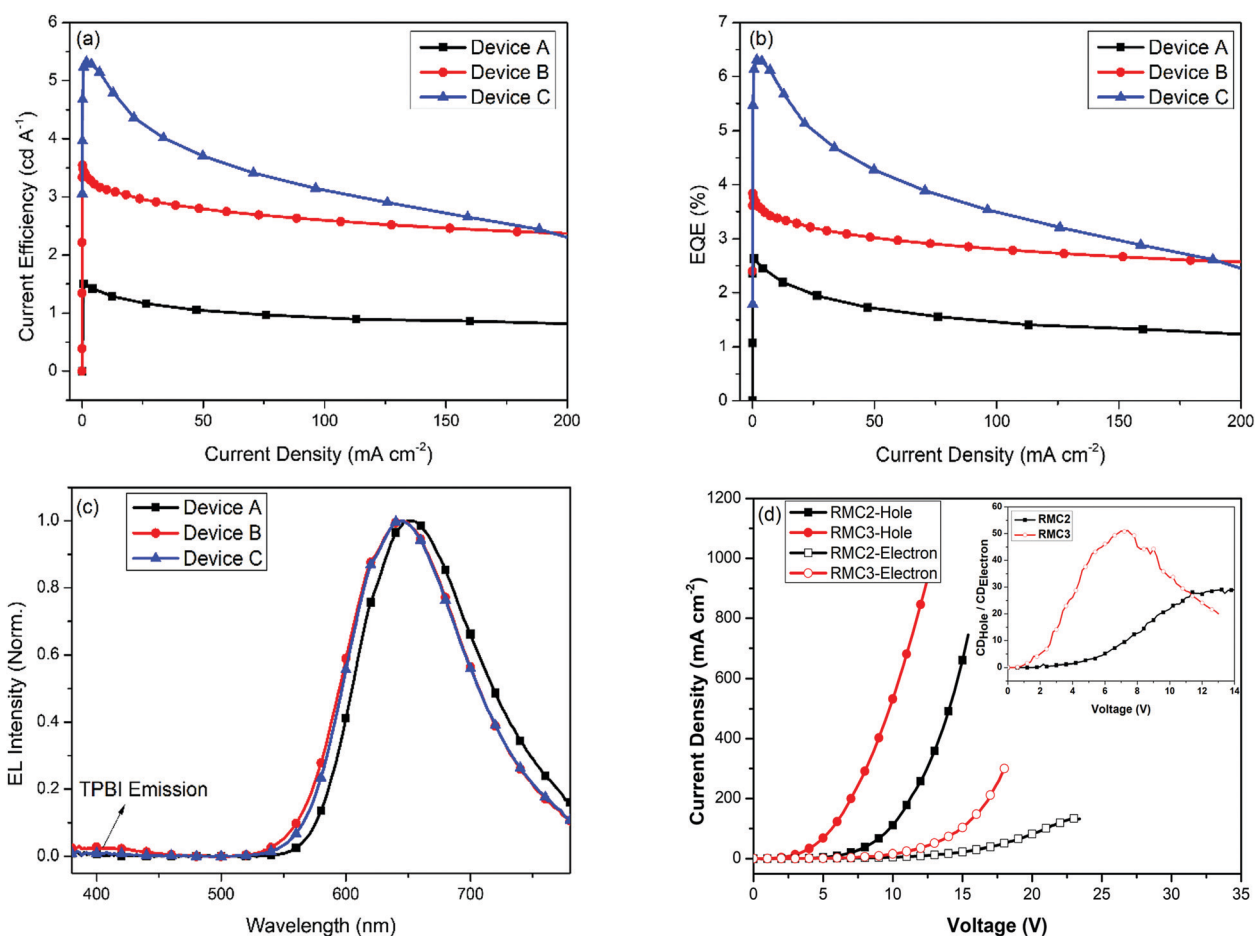 (a)
Device A
Device B
Device C
Current Efficiency (cd A⁻¹)
6
5
4
3
2
1
0
0 50 100 150 200
Current Density (mA cm⁻²)
(b)
Device A
Device B
Device C
EQE (%)
7
6
5
4
3
2
1
0
0 50 100 150 200
Current Density (mA cm⁻²)
(c)
Device A
Device B
Device C
EL Intensity (Norm.)
1.0
0.8
0.6
0.4
0.2
0.0
TPBI Emission
400 500 600 700
Wavelength (nm)
(d)
RMC2-Hole
RMC3-Hole
RMC2-Electron
RMC3-Electron
Current Density (mA cm⁻²)
1200
1000
800
600
400
200
0
0 5 10 15 20 25 30 35
Voltage (V)
RMC2
RMC3
CD_Hole / CD_Electron
60
50
40
30
20
10
0
0 2 4 6 8 10 12 14
Voltage (V)